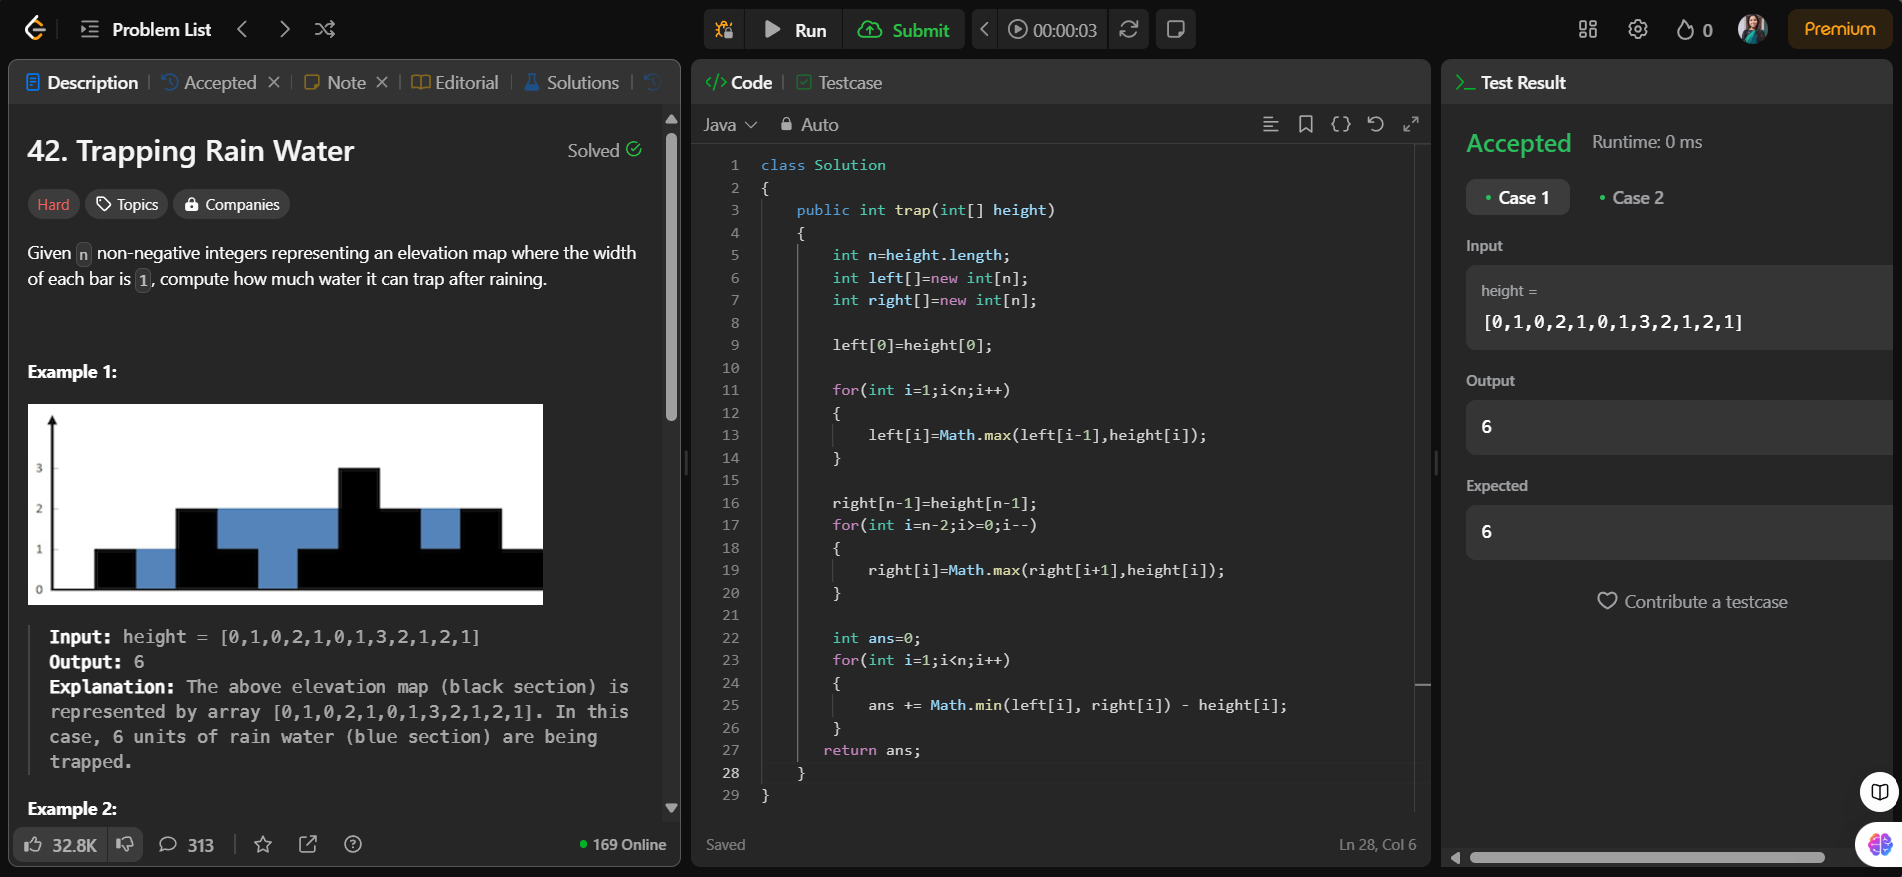 Problem List
Run
Submit
00:00:03
0
Premium
Description
Accepted
Note
Editorial
Solutions
42. Trapping Rain Water
Solved
Hard
Topics
Companies
Given n non-negative integers representing an elevation map where the width
of each bar is 1, compute how much water it can trap after raining.
Example 1:
3
2
1
0
Input: height = [0,1,0,2,1,0,1,3,2,1,2,1]
Output: 6
Explanation: The above elevation map (black section) is
represented by array [0,1,0,2,1,0,1,3,2,1,2,1]. In this
case, 6 units of rain water (blue section) are being
trapped.
Example 2:
32.8K
313
169 Online
Code
Testcase
Java
Auto
1 class Solution
2 {
3 public int trap(int[] height)
4 {
5 int n=height.length;
6 int left[]=new int[n];
7 int right[]=new int[n];
8
9 left[0]=height[0];
10
11 for(int i=1;i<n;i++)
12 {
13 left[i]=Math.max(left[i-1],height[i]);
14 }
15
16 right[n-1]=height[n-1];
17 for(int i=n-2;i>=0;i--)
18 {
19 right[i]=Math.max(right[i+1],height[i]);
20 }
21
22 int ans=0;
23 for(int i=1;i<n;i++)
24 {
25 ans += Math.min(left[i], right[i]) - height[i];
26 }
27 return ans;
28 }
29 }
Saved
Ln 28, Col 6
Test Result
Accepted
Runtime: 0 ms
Case 1
Case 2
Input
height =
[0,1,0,2,1,0,1,3,2,1,2,1]
Output
6
Expected
6
Contribute a testcase